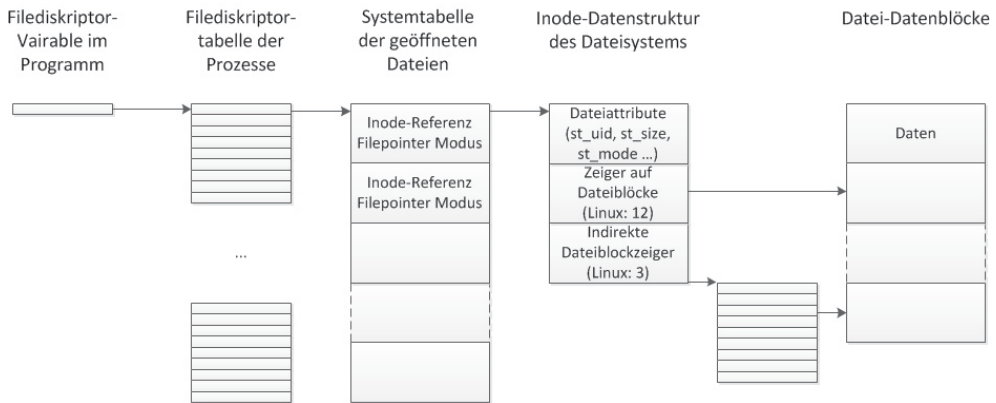 Filediskriptor-
Vairable im
Programm
Filediskriptor-
tabelle der
Prozesse
Systemtabelle
der geöffneten
Dateien
Inode-Datenstruktur
des Dateisystems
Datei-Datenblöcke
Inode-Referenz
Filepointer Modus
Inode-Referenz
Filepointer Modus
Dateiattribute
(st_uid, st_size,
st_mode ...)
Zeiger auf
Dateiblöcke
(Linux: 12)
Indirekte
Dateiblockzeiger
(Linux: 3)
Daten
...